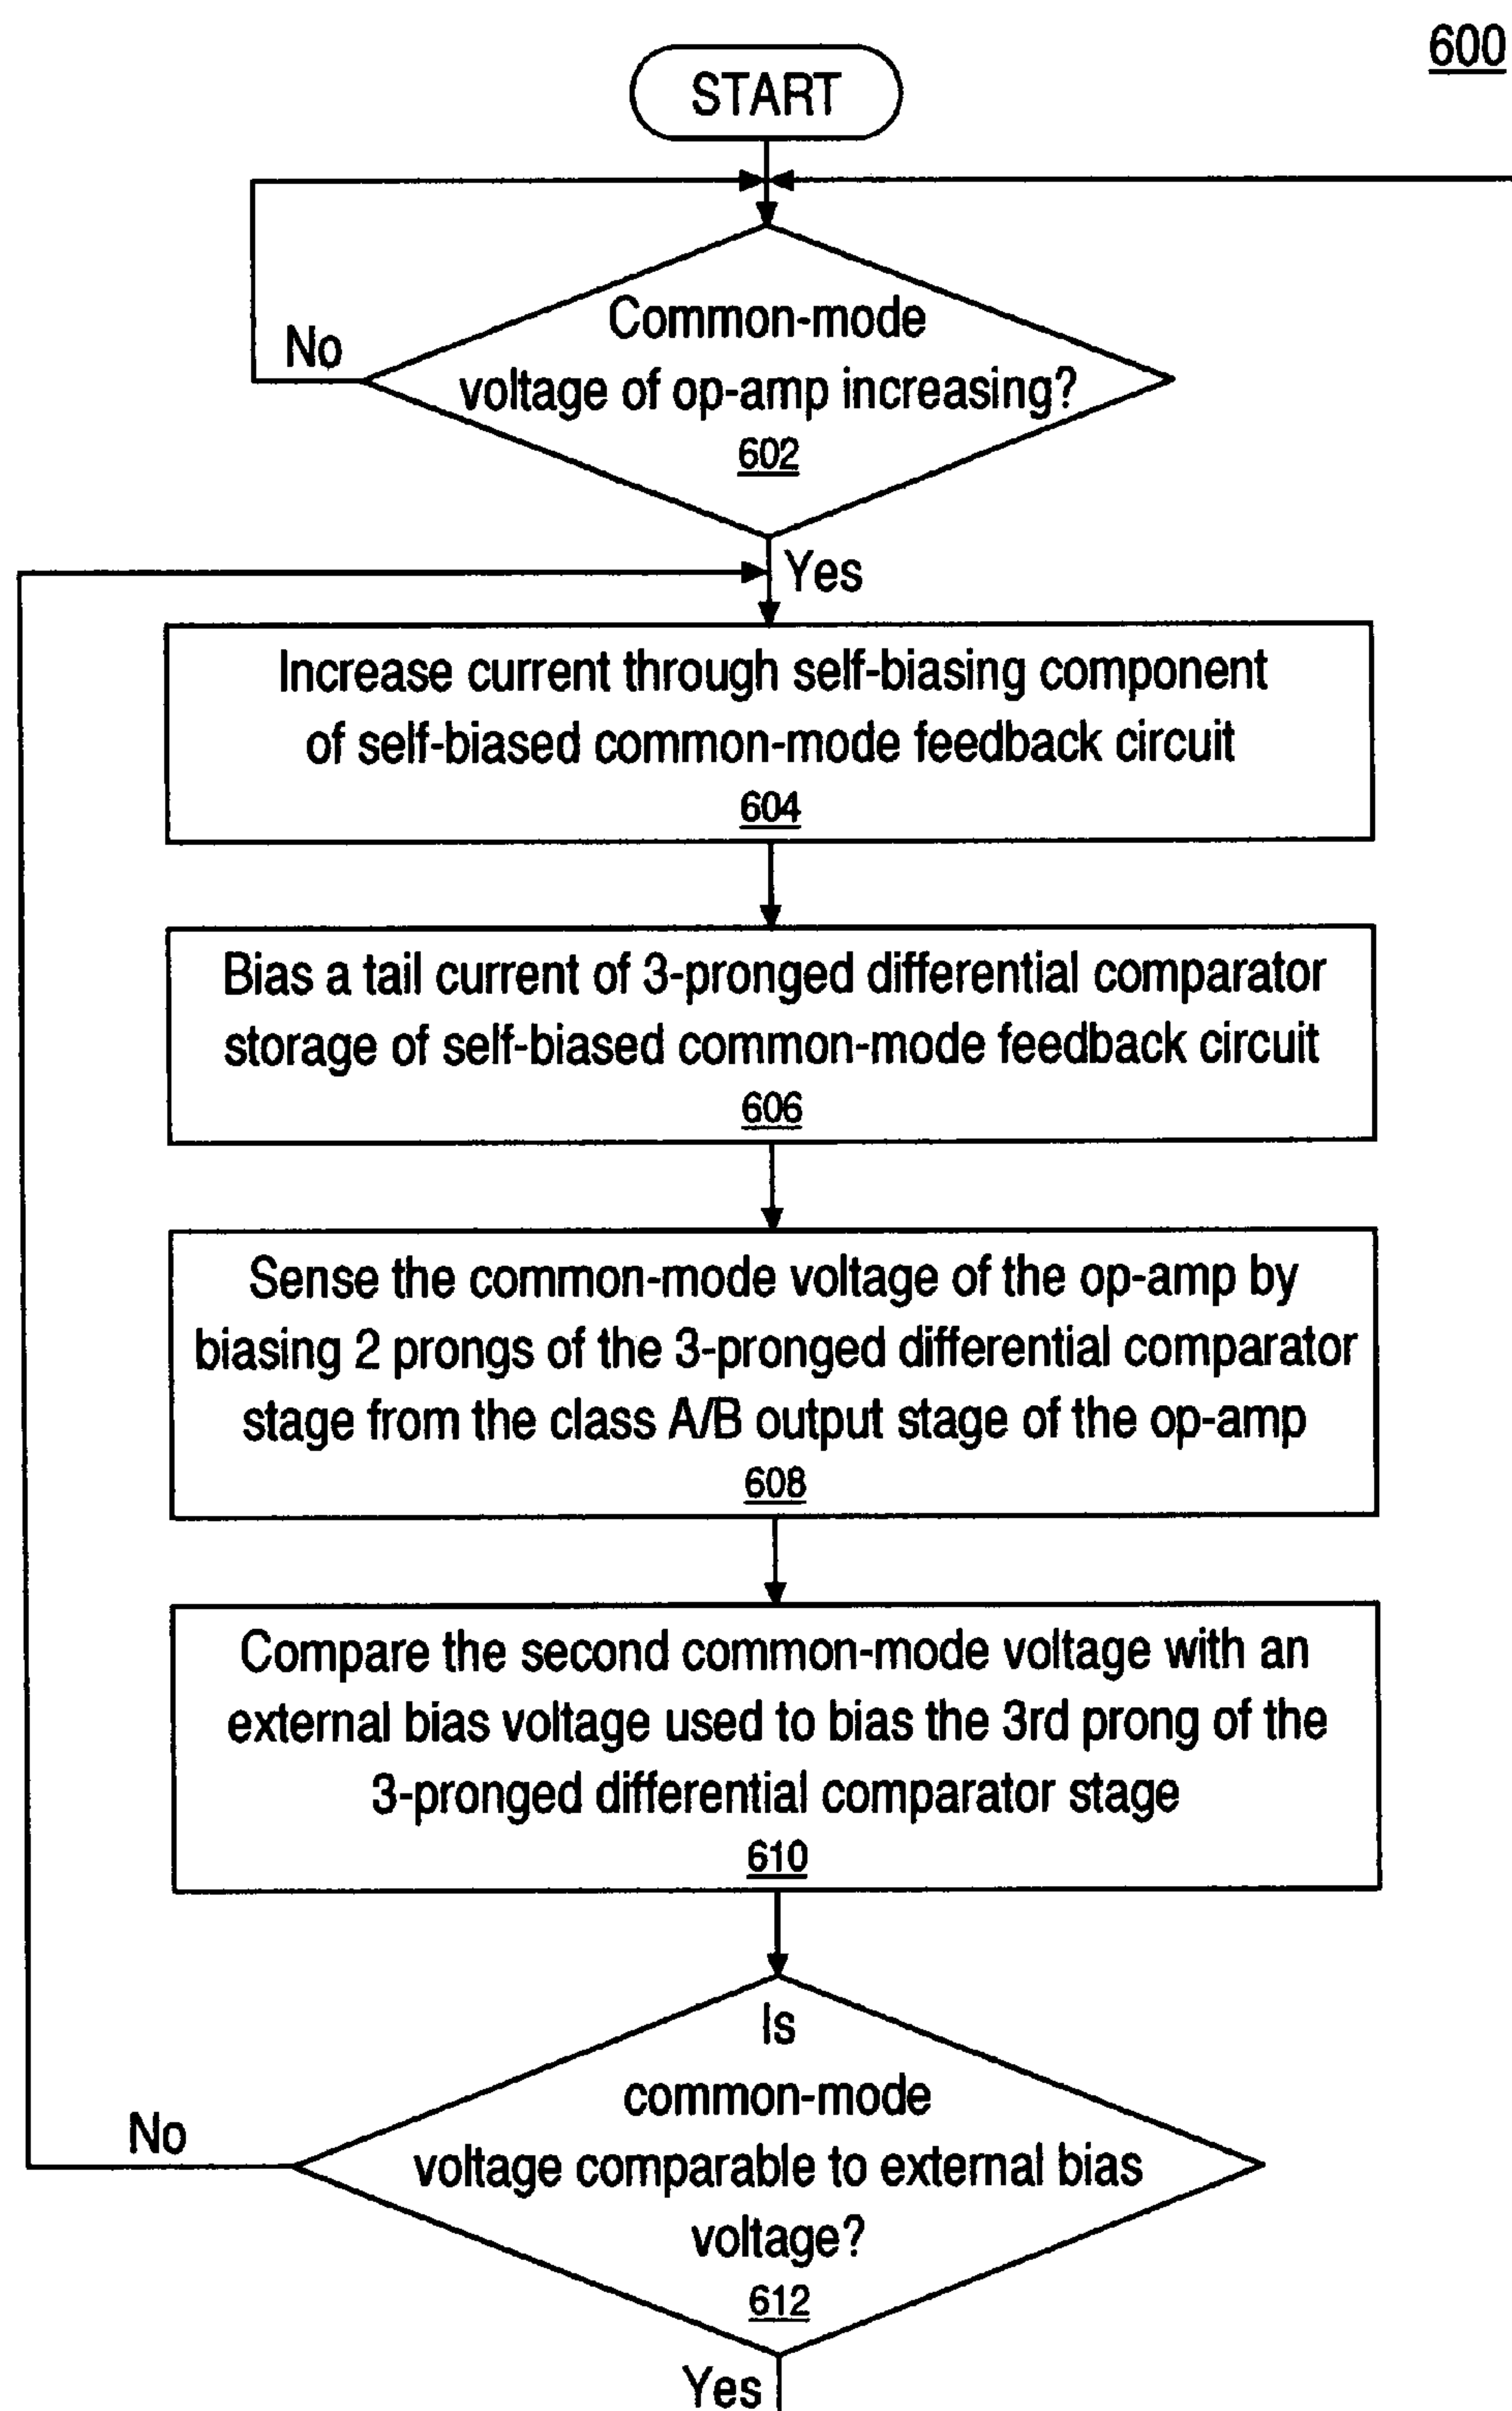 600
START
Common-mode
voltage of op-amp increasing?
602
No
Yes
Increase current through self-biasing component
of self-biased common-mode feedback circuit
604
Bias a tail current of 3-pronged differential comparator
storage of self-biased common-mode feedback circuit
606
Sense the common-mode voltage of the op-amp by
biasing 2 prongs of the 3-pronged differential comparator
stage from the class A/B output stage of the op-amp
608
Compare the second common-mode voltage with an
external bias voltage used to bias the 3rd prong of the
3-pronged differential comparator stage
610
Is
common-mode
voltage comparable to external bias
voltage?
612
No
Yes